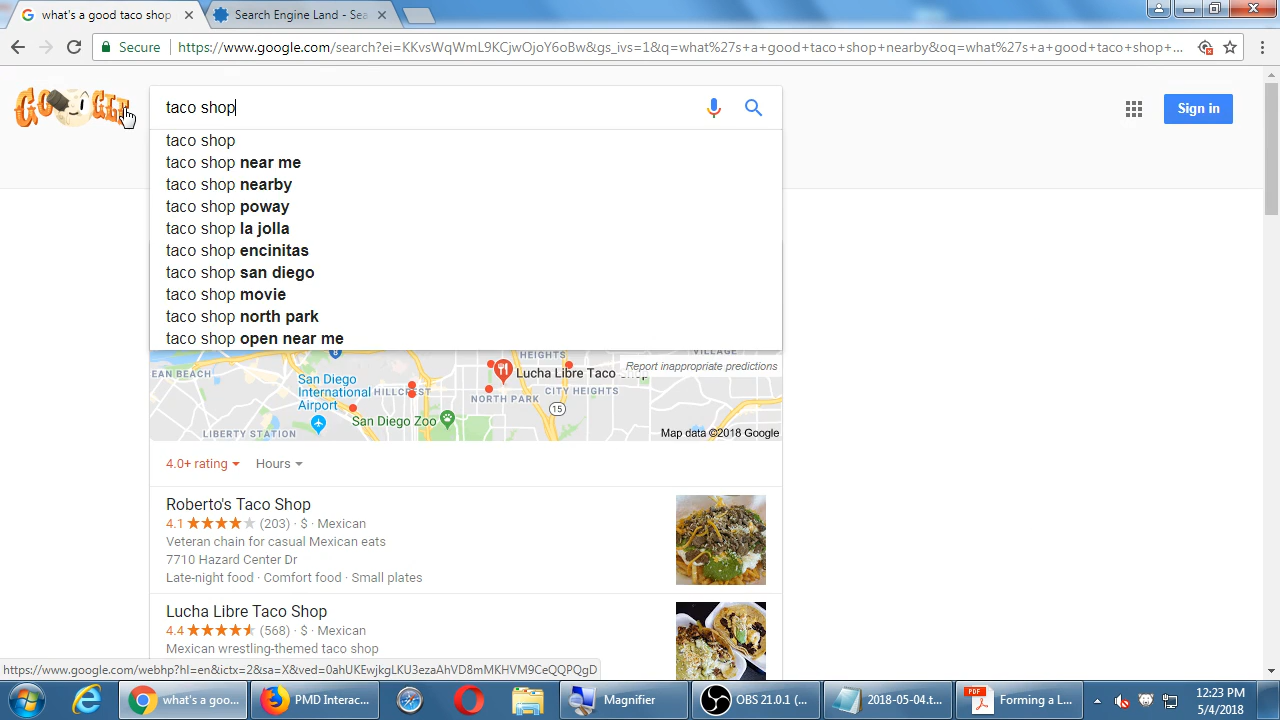 what's a good taco shop
Search Engine Land - Sea
Secure
https://www.google.com/search?ei=KKvsWqWmL9KCjwOjoY6oBw&gs_ivs=1&q=what%27s+a+good+taco+shop+nearby&oq=what%27s+a+good+taco+shop+...
GOOGLE
taco shop
Sign in
taco shop
taco shop near me
taco shop nearby
taco shop poway
taco shop la jolla
taco shop encinitas
taco shop san diego
taco shop movie
taco shop north park
taco shop open near me
Report inappropriate predictions
HEIGHTS
VILLAGE
EAN BEACH
San Diego
International
Airport
HILLCREST
Lucha Libre Taco Shop
NORTH PARK
CITY HEIGHTS
15
8
San Diego Zoo
LIBERTY STATION
Map data ©2018 Google
4.0+ rating
Hours
Roberto's Taco Shop
4.1 ★★★★★ (203) · $ · Mexican
Veteran chain for casual Mexican eats
7710 Hazard Center Dr
Late-night food · Comfort food · Small plates
Lucha Libre Taco Shop
4.4 ★★★★★ (568) · $ · Mexican
Mexican wrestling-themed taco shop
https://www.google.com/webhp?hl=en&ictx=2&sa=X&ved=0ahUKEwjkgLKU3ezaAhVD8mMKHVM9CeQQPQgD
what's a goo...
PMD Interac...
Magnifier
OBS 21.0.1 (...
2018-05-04.t...
PDF
Forming a L...
12:23 PM
5/4/2018